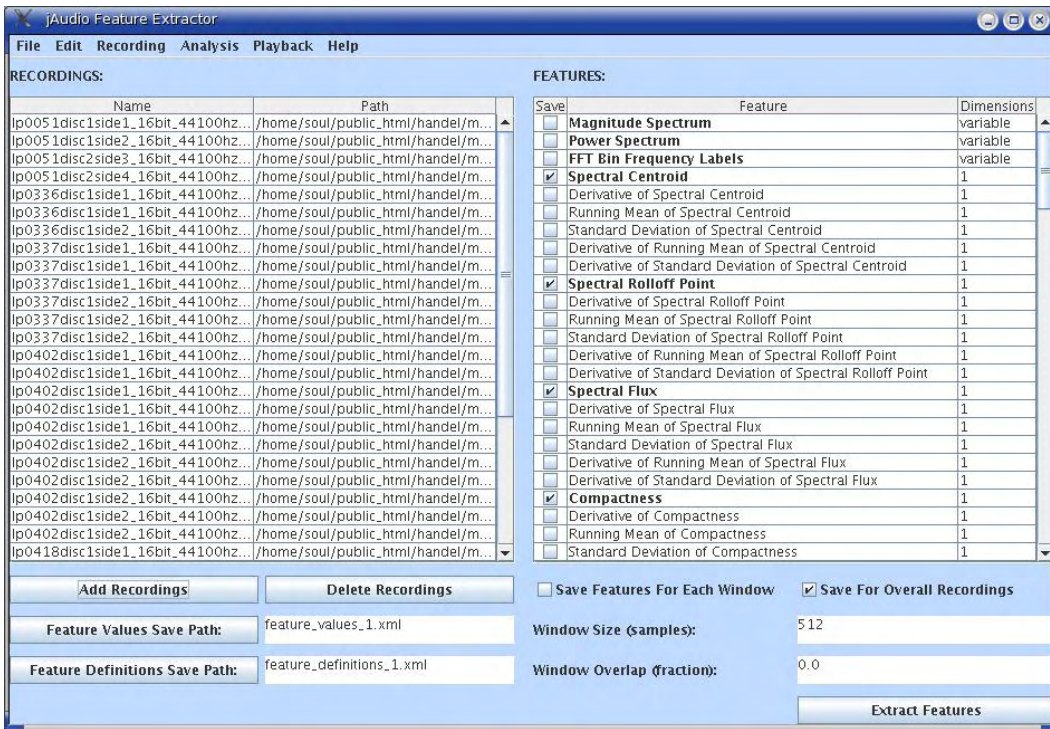 jAudio Feature Extractor
File Edit Recording Analysis Playback Help
RECORDINGS:
Name Path
lp0051disc1side1_16bit_44100hz... /home/soul/public_html/handel/m...
lp0051disc1side2_16bit_44100hz... /home/soul/public_html/handel/m...
lp0051disc2side3_16bit_44100hz... /home/soul/public_html/handel/m...
lp0051disc2side4_16bit_44100hz... /home/soul/public_html/handel/m...
lp0336disc1side1_16bit_44100hz... /home/soul/public_html/handel/m...
lp0336disc1side1_16bit_44100hz... /home/soul/public_html/handel/m...
lp0336disc1side2_16bit_44100hz... /home/soul/public_html/handel/m...
lp0337disc1side1_16bit_44100hz... /home/soul/public_html/handel/m...
lp0337disc1side1_16bit_44100hz... /home/soul/public_html/handel/m...
lp0337disc1side1_16bit_44100hz... /home/soul/public_html/handel/m...
lp0337disc1side2_16bit_44100hz... /home/soul/public_html/handel/m...
lp0337disc1side2_16bit_44100hz... /home/soul/public_html/handel/m...
lp0337disc1side2_16bit_44100hz... /home/soul/public_html/handel/m...
lp0402disc1side1_16bit_44100hz... /home/soul/public_html/handel/m...
lp0402disc1side1_16bit_44100hz... /home/soul/public_html/handel/m...
lp0402disc1side1_16bit_44100hz... /home/soul/public_html/handel/m...
lp0402disc1side1_16bit_44100hz... /home/soul/public_html/handel/m...
lp0402disc1side2_16bit_44100hz... /home/soul/public_html/handel/m...
lp0402disc1side2_16bit_44100hz... /home/soul/public_html/handel/m...
lp0402disc1side2_16bit_44100hz... /home/soul/public_html/handel/m...
lp0402disc1side2_16bit_44100hz... /home/soul/public_html/handel/m...
lp0402disc1side2_16bit_44100hz... /home/soul/public_html/handel/m...
lp0402disc1side2_16bit_44100hz... /home/soul/public_html/handel/m...
lp0402disc1side2_16bit_44100hz... /home/soul/public_html/handel/m...
lp0418disc1side1_16bit_44100hz... /home/soul/public_html/handel/m...
Add Recordings Delete Recordings
Feature Values Save Path: feature_values_1.xml
Feature Definitions Save Path: feature_definitions_1.xml
FEATURES:
Save Feature Dimensions
Magnitude Spectrum variable
Power Spectrum variable
FFT Bin Frequency Labels variable
Spectral Centroid 1
Derivative of Spectral Centroid 1
Running Mean of Spectral Centroid 1
Standard Deviation of Spectral Centroid 1
Derivative of Running Mean of Spectral Centroid 1
Derivative of Standard Deviation of Spectral Centroid 1
Spectral Rolloff Point 1
Derivative of Spectral Rolloff Point 1
Running Mean of Spectral Rolloff Point 1
Standard Deviation of Spectral Rolloff Point 1
Derivative of Running Mean of Spectral Rolloff Point 1
Derivative of Standard Deviation of Spectral Rolloff Point 1
Spectral Flux 1
Derivative of Spectral Flux 1
Running Mean of Spectral Flux 1
Standard Deviation of Spectral Flux 1
Derivative of Running Mean of Spectral Flux 1
Derivative of Standard Deviation of Spectral Flux 1
Compactness 1
Derivative of Compactness 1
Running Mean of Compactness 1
Standard Deviation of Compactness 1
Save Features For Each Window Save For Overall Recordings
Window Size (samples): 512
Window Overlap (fraction): 0.0
Extract Features